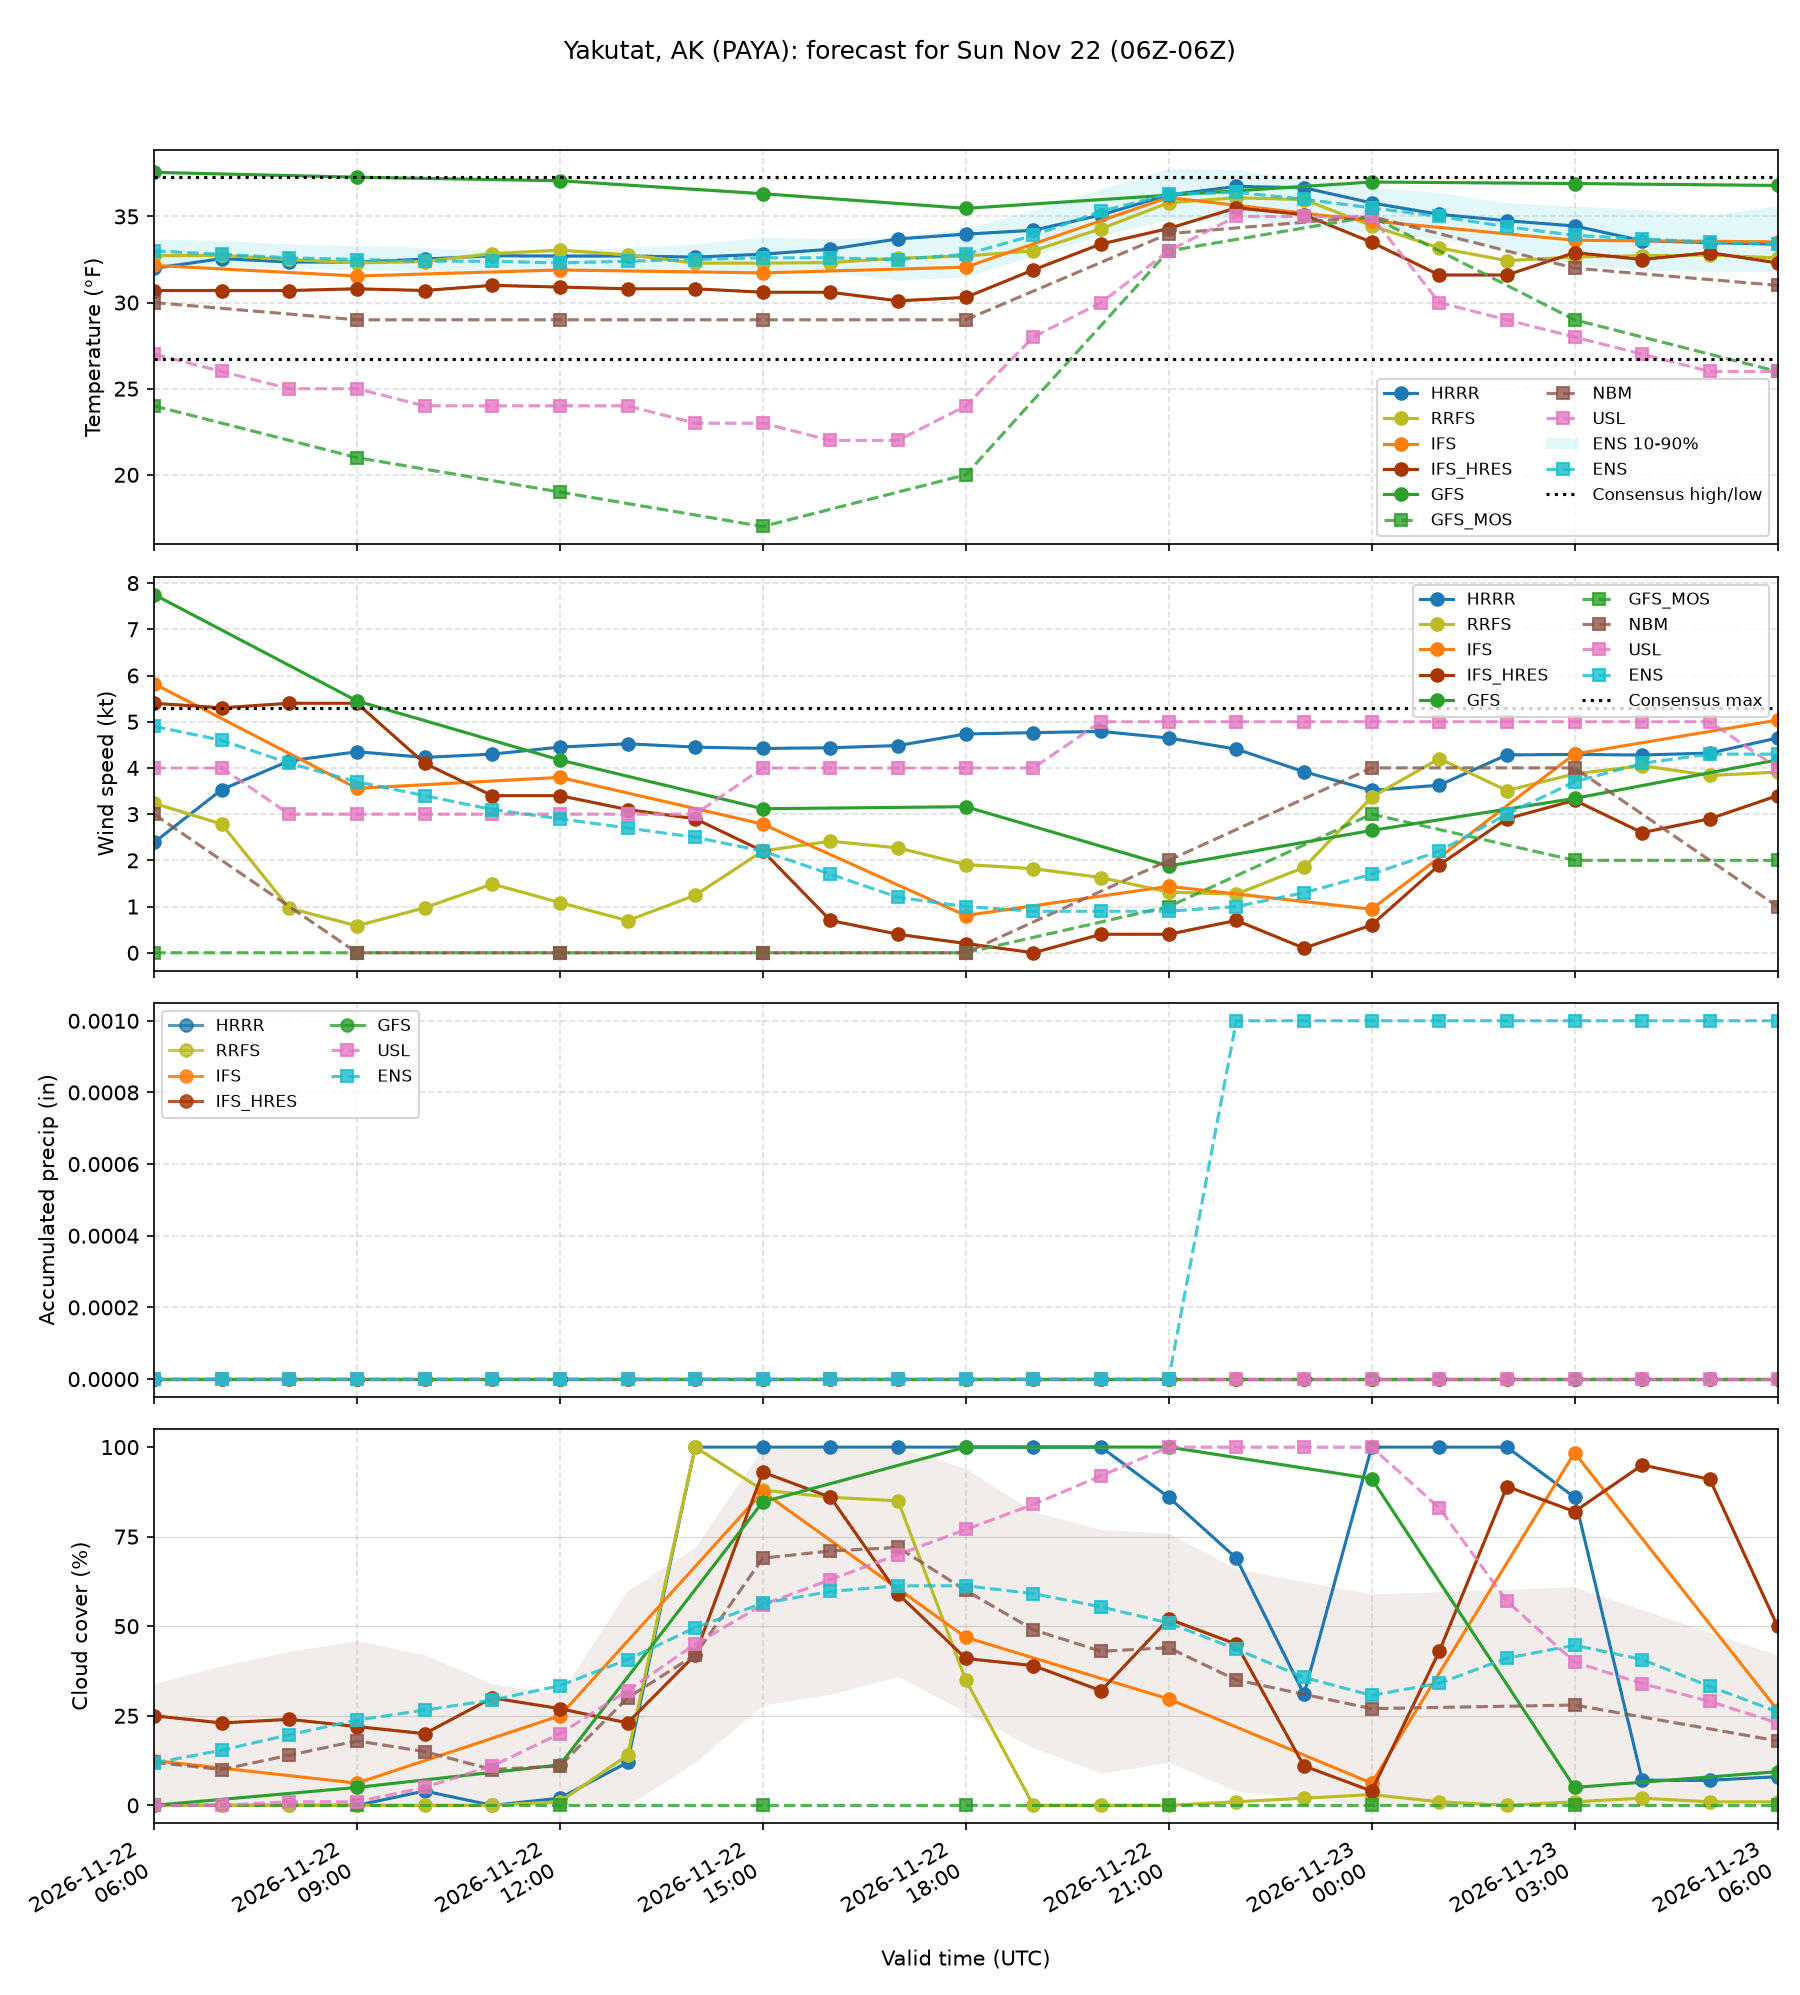 Yakutat, AK (PAYA): forecast for Sun Nov 22 (06Z-06Z)
Temperature (°F)
35
30
25
20
HRRR
RRFS
IFS
IFS_HRES
GFS
GFS_MOS
NBM
USL
ENS 10-90%
ENS
Consensus high/low
Wind speed (kt)
8
7
6
5
4
3
2
1
0
HRRR
RRFS
IFS
IFS_HRES
GFS
GFS_MOS
NBM
USL
ENS
Consensus max
Accumulated precip (in)
0.0010
0.0008
0.0006
0.0004
0.0002
0.0000
HRRR
RRFS
IFS
IFS_HRES
GFS
USL
ENS
Cloud cover (%)
100
75
50
25
0
2026-11-22
06:00
2026-11-22
09:00
2026-11-22
12:00
2026-11-22
15:00
2026-11-22
18:00
2026-11-22
21:00
2026-11-23
00:00
2026-11-23
03:00
2026-11-23
06:00
Valid time (UTC)